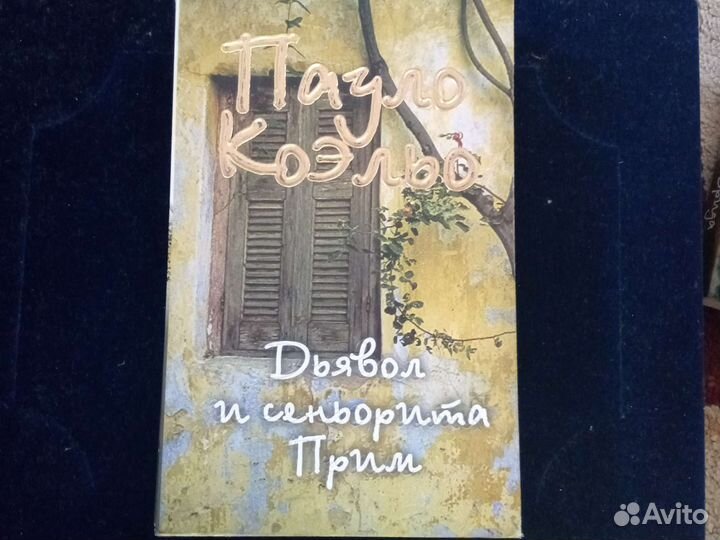 Пауло
Коэльо
Дьявол
и сеньорита
Прим
Avito